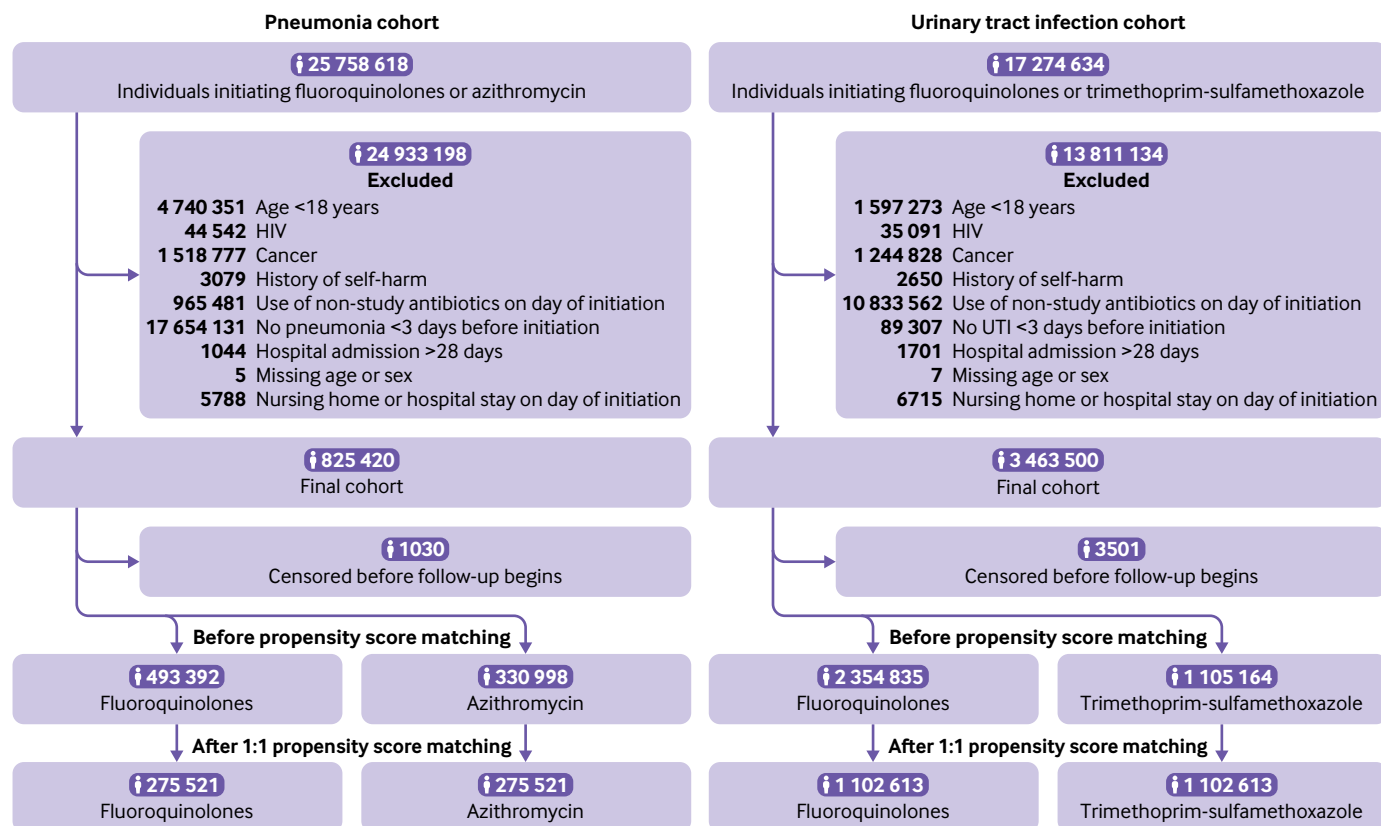 Pneumonia cohort
25 758 618
Individuals initiating fluoroquinolones or azithromycin
24 933 198
Excluded
4 740 351 Age <18 years
44 542 HIV
1 518 777 Cancer
3079 History of self-harm
965 481 Use of non-study antibiotics on day of initiation
17 654 131 No pneumonia <3 days before initiation
1044 Hospital admission >28 days
5 Missing age or sex
5788 Nursing home or hospital stay on day of initiation
825 420
Final cohort
1030
Censored before follow-up begins
Before propensity score matching
493 392
Fluoroquinolones
330 998
Azithromycin
After 1:1 propensity score matching
275 521
Fluoroquinolones
275 521
Azithromycin
Urinary tract infection cohort
17 274 634
Individuals initiating fluoroquinolones or trimethoprim-sulfamethoxazole
13 811 134
Excluded
1 597 273 Age <18 years
35 091 HIV
1 244 828 Cancer
2650 History of self-harm
10 833 562 Use of non-study antibiotics on day of initiation
89 307 No UTI <3 days before initiation
1701 Hospital admission >28 days
7 Missing age or sex
6715 Nursing home or hospital stay on day of initiation
3 463 500
Final cohort
3501
Censored before follow-up begins
Before propensity score matching
2 354 835
Fluoroquinolones
1 105 164
Trimethoprim-sulfamethoxazole
After 1:1 propensity score matching
1 102 613
Fluoroquinolones
1 102 613
Trimethoprim-sulfamethoxazole